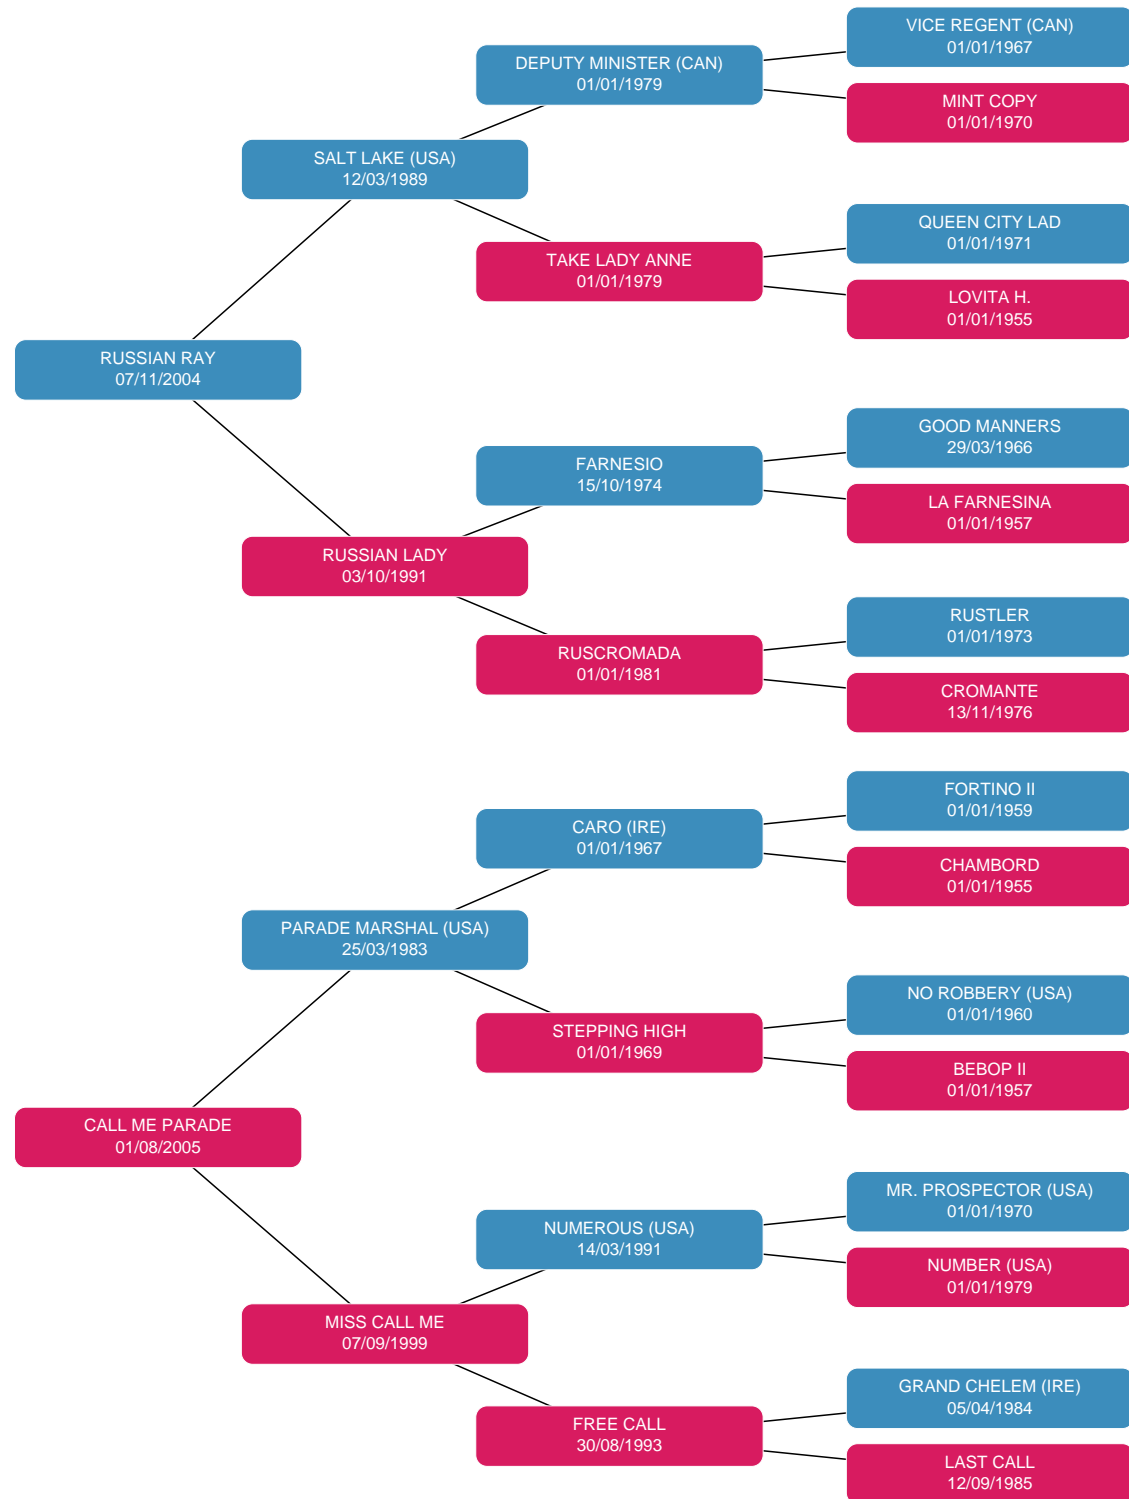 VICE REGENT (CAN)
01/01/1967
DEPUTY MINISTER (CAN)
01/01/1979
MINT COPY
01/01/1970
SALT LAKE (USA)
12/03/1989
QUEEN CITY LAD
01/01/1971
TAKE LADY ANNE
01/01/1979
LOVITA H.
01/01/1955
RUSSIAN RAY
07/11/2004
GOOD MANNERS
29/03/1966
FARNESIO
15/10/1974
LA FARNESINA
01/01/1957
RUSSIAN LADY
03/10/1991
RUSTLER
01/01/1973
RUSCROMADA
01/01/1981
CROMANTE
13/11/1976
FORTINO II
01/01/1959
CARO (IRE)
01/01/1967
CHAMBORD
01/01/1955
PARADE MARSHAL (USA)
25/03/1983
NO ROBBERY (USA)
01/01/1960
STEPPING HIGH
01/01/1969
BEBOP II
01/01/1957
CALL ME PARADE
01/08/2005
MR. PROSPECTOR (USA)
01/01/1970
NUMEROUS (USA)
14/03/1991
NUMBER (USA)
01/01/1979
MISS CALL ME
07/09/1999
GRAND CHELEM (IRE)
05/04/1984
FREE CALL
30/08/1993
LAST CALL
12/09/1985